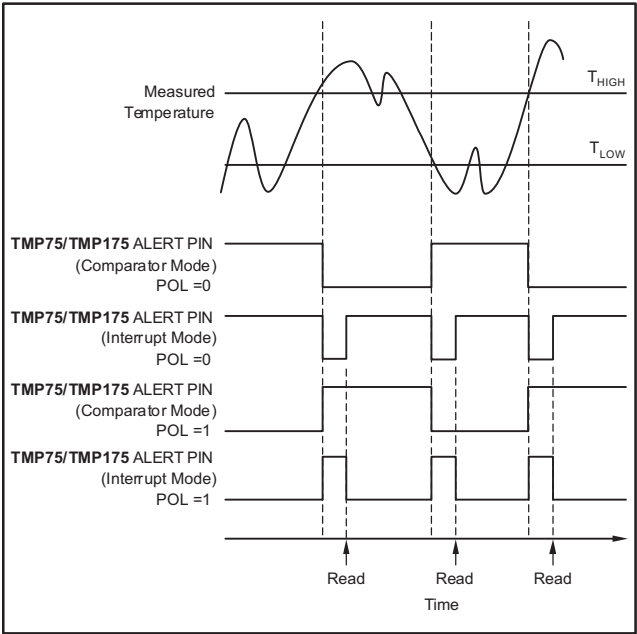 Measured
Temperature
THIGH
TLOW
TMP75/TMP175 ALERT PIN
(Comparator Mode)
POL =0
TMP75/TMP175 ALERT PIN
(Interrupt Mode)
POL =0
TMP75/TMP175 ALERT PIN
(Comparator Mode)
POL =1
TMP75/TMP175 ALERT PIN
(Interrupt Mode)
POL =1
Read Read Read
Time